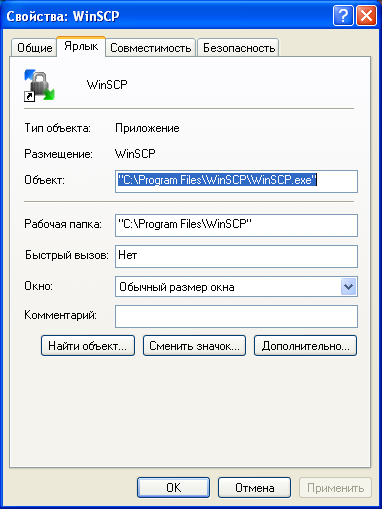 Свойства: WinSCP
Общие Ярлык Совместимость Безопасность
WinSCP
Тип объекта: Приложение
Размещение: WinSCP
Объект: "C:\Program Files\WinSCP\WinSCP.exe"
Рабочая папка: "C:\Program Files\WinSCP"
Быстрый вызов: Нет
Окно: Обычный размер окна
Комментарий:
Найти объект... Сменить значок... Дополнительно...
OK Отмена Применить